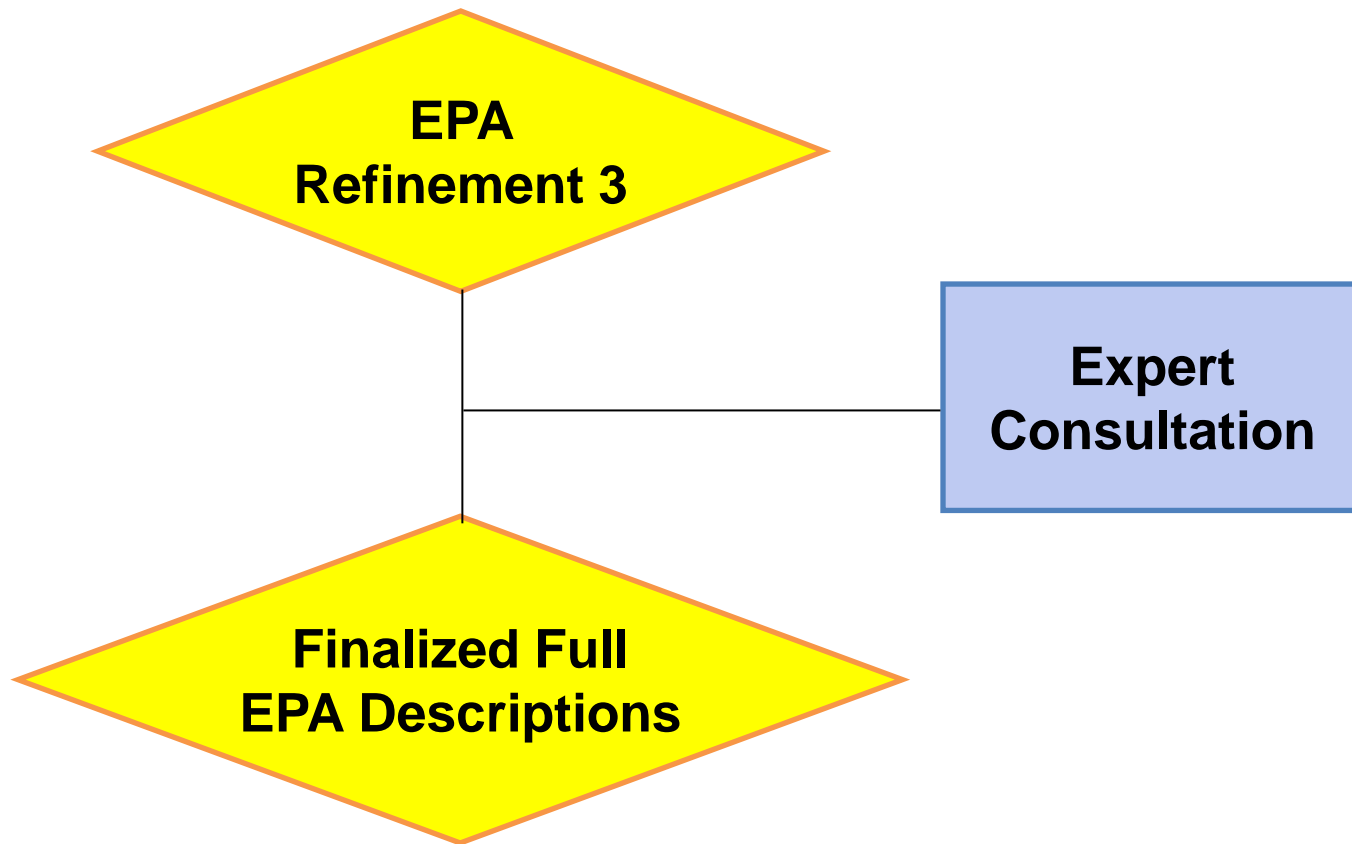 EPA
Refinement 3
Expert
Consultation
Finalized Full
EPA Descriptions